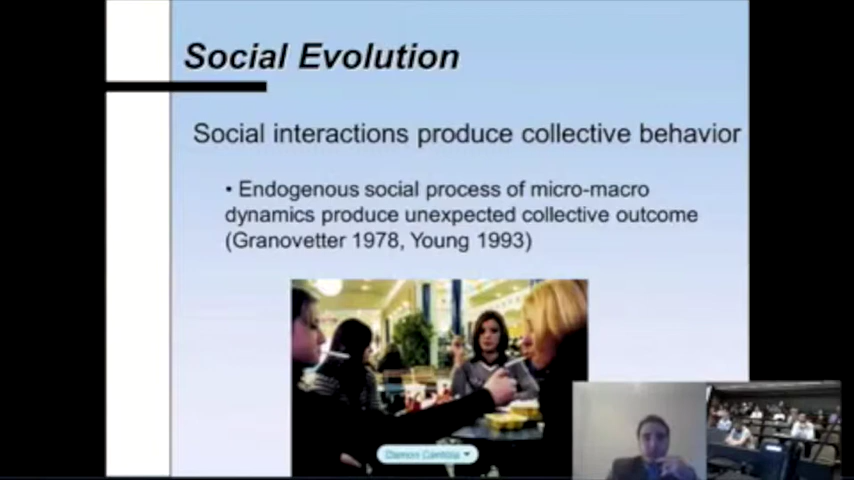 Social Evolution
Social interactions produce collective behavior
• Endogenous social process of micro-macro
dynamics produce unexpected collective outcome
(Granovetter 1978, Young 1993)
Damon Centola